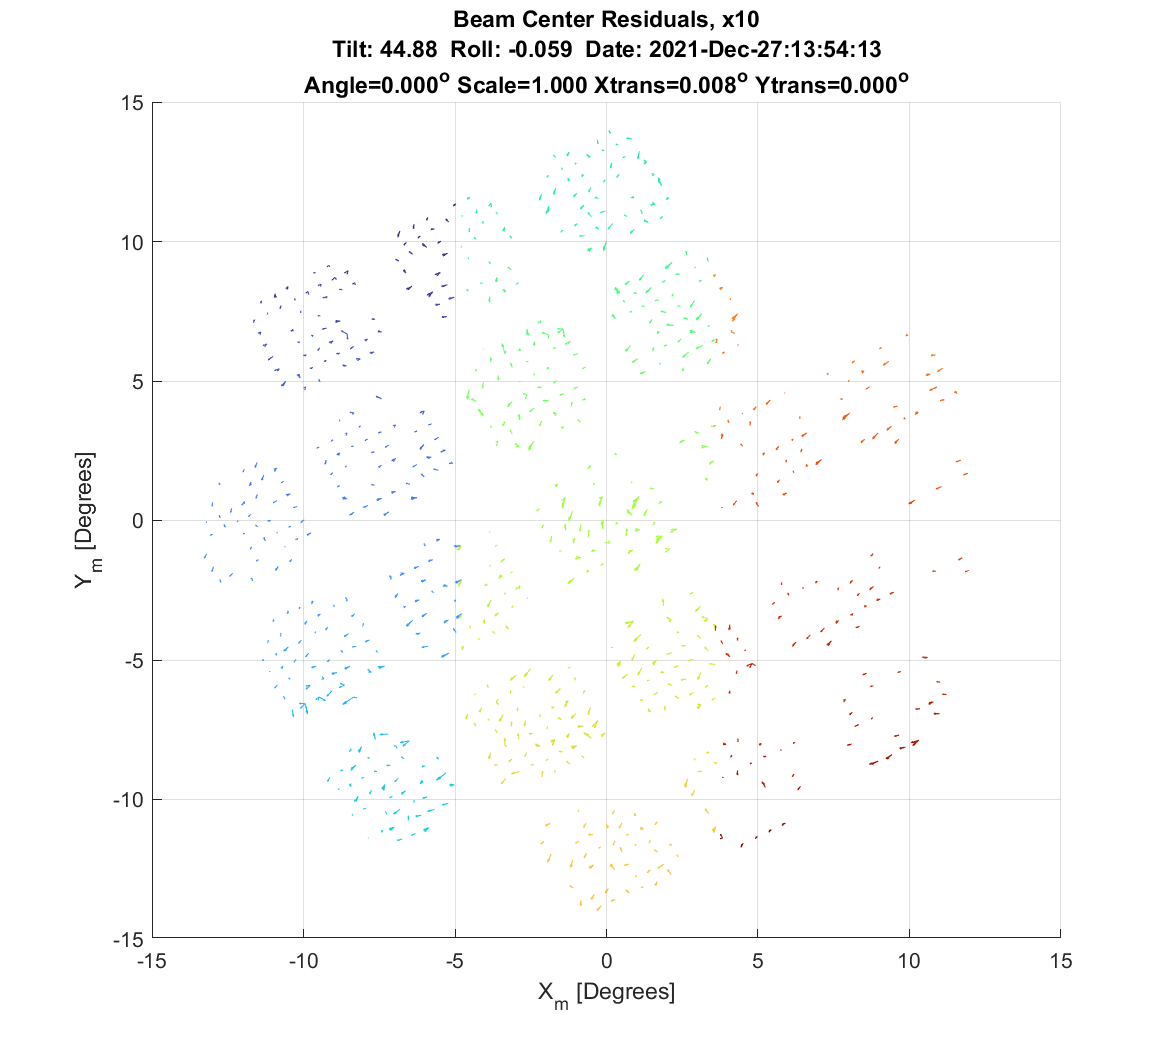 Beam Center Residuals, x10
Tilt: 44.88 Roll: -0.059 Date: 2021-Dec-27:13:54:13
Angle=0.000° Scale=1.000 Xtrans=0.008° Ytrans=0.000°
15
10
5
0
-5
-10
-15
Y_m [Degrees]
-15 -10 -5 0 5 10 15
X_m [Degrees]